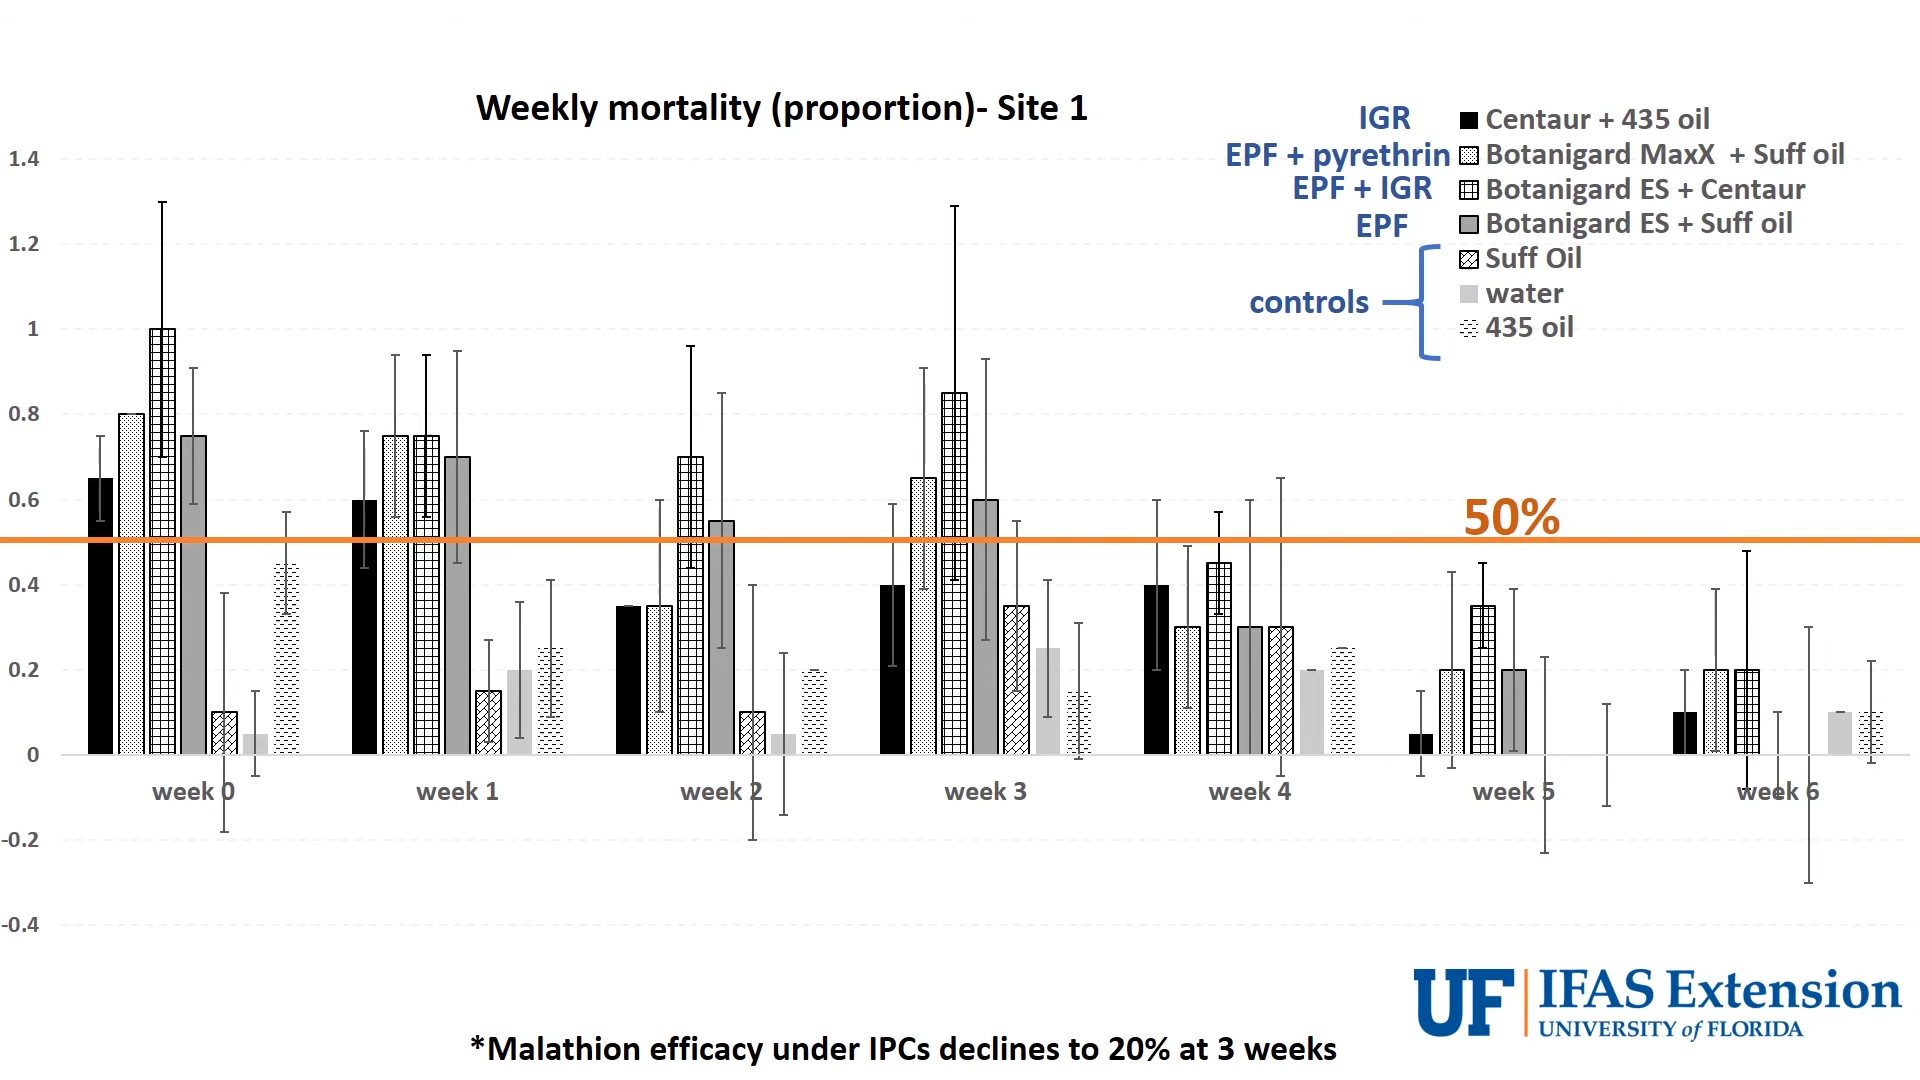 Weekly mortality (proportion)- Site 1
IGR
Centaur + 435 oil
EPF + pyrethrin
Botanigard MaxX + Suff oil
EPF + IGR
Botanigard ES + Centaur
EPF
Botanigard ES + Suff oil
controls
Suff Oil
water
435 oil
1.4
1.2
1
0.8
0.6
0.4
0.2
0
-0.2
-0.4
50%
week 0
week 1
week 2
week 3
week 4
week 5
week 6
UF IFAS Extension
UNIVERSITY of FLORIDA
*Malathion efficacy under IPCs declines to 20% at 3 weeks